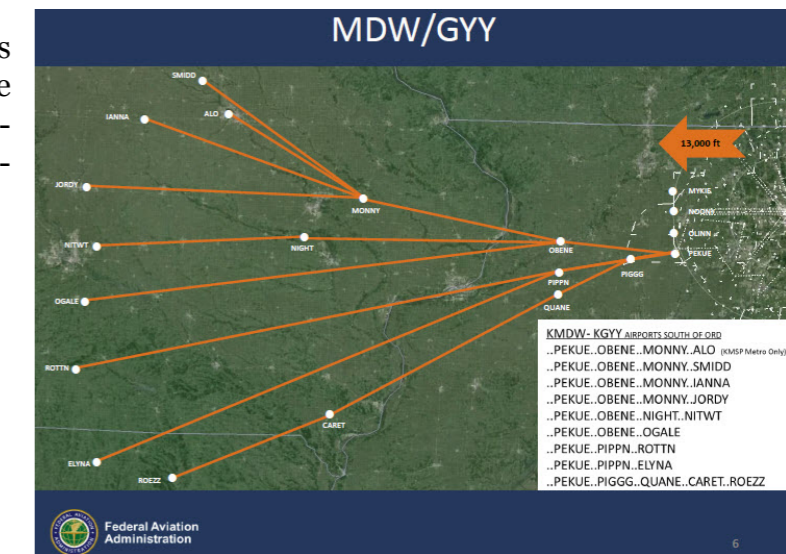 s
e
-
-
MDW/GYY
SMIDD
ALO
IANNA
13,000 ft
JORDY
MYKIE
MONNY
NOONY
OLINN
NITWT
NIGHT
OBENE
PEKUE
PIGGG
PIPPN
OGALE
QUANE
ROTTN
CARET
ELYNA
ROEZZ
KMDW- KGYY AIRPORTS SOUTH OF ORD
..PEKUE..OBENE..MONNY..ALO (KMSP Metro Only)
..PEKUE..OBENE..MONNY..SMIDD
..PEKUE..OBENE..MONNY..IANNA
..PEKUE..OBENE..MONNY..JORDY
..PEKUE..OBENE..NIGHT..NITWT
..PEKUE..OBENE..OGALE
..PEKUE..PIPPN..ROTTN
..PEKUE..PIPPN..ELYNA
..PEKUE..PIGGG..QUANE..CARET..ROEZZ
Federal Aviation
Administration
6